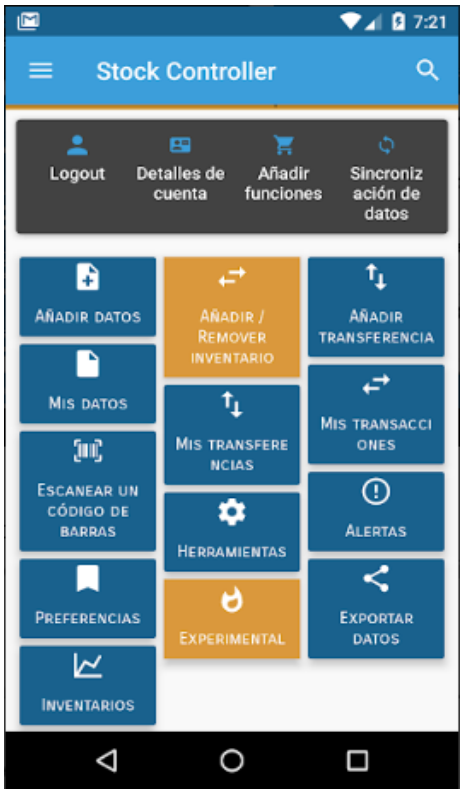 7:21
Stock Controller
Logout
Detalles de
cuenta
Añadir
funciones
Sincroniz
ación de
datos
AÑADIR DATOS
MIS DATOS
ESCANEAR UN
CÓDIGO DE
BARRAS
PREFERENCIAS
INVENTARIOS
AÑADIR /
REMOVER
INVENTARIO
MIS TRANSFERE
NCIAS
HERRAMIENTAS
EXPERIMENTAL
AÑADIR
TRANSFERENCIA
MIS TRANSACCI
ONES
ALERTAS
EXPORTAR
DATOS